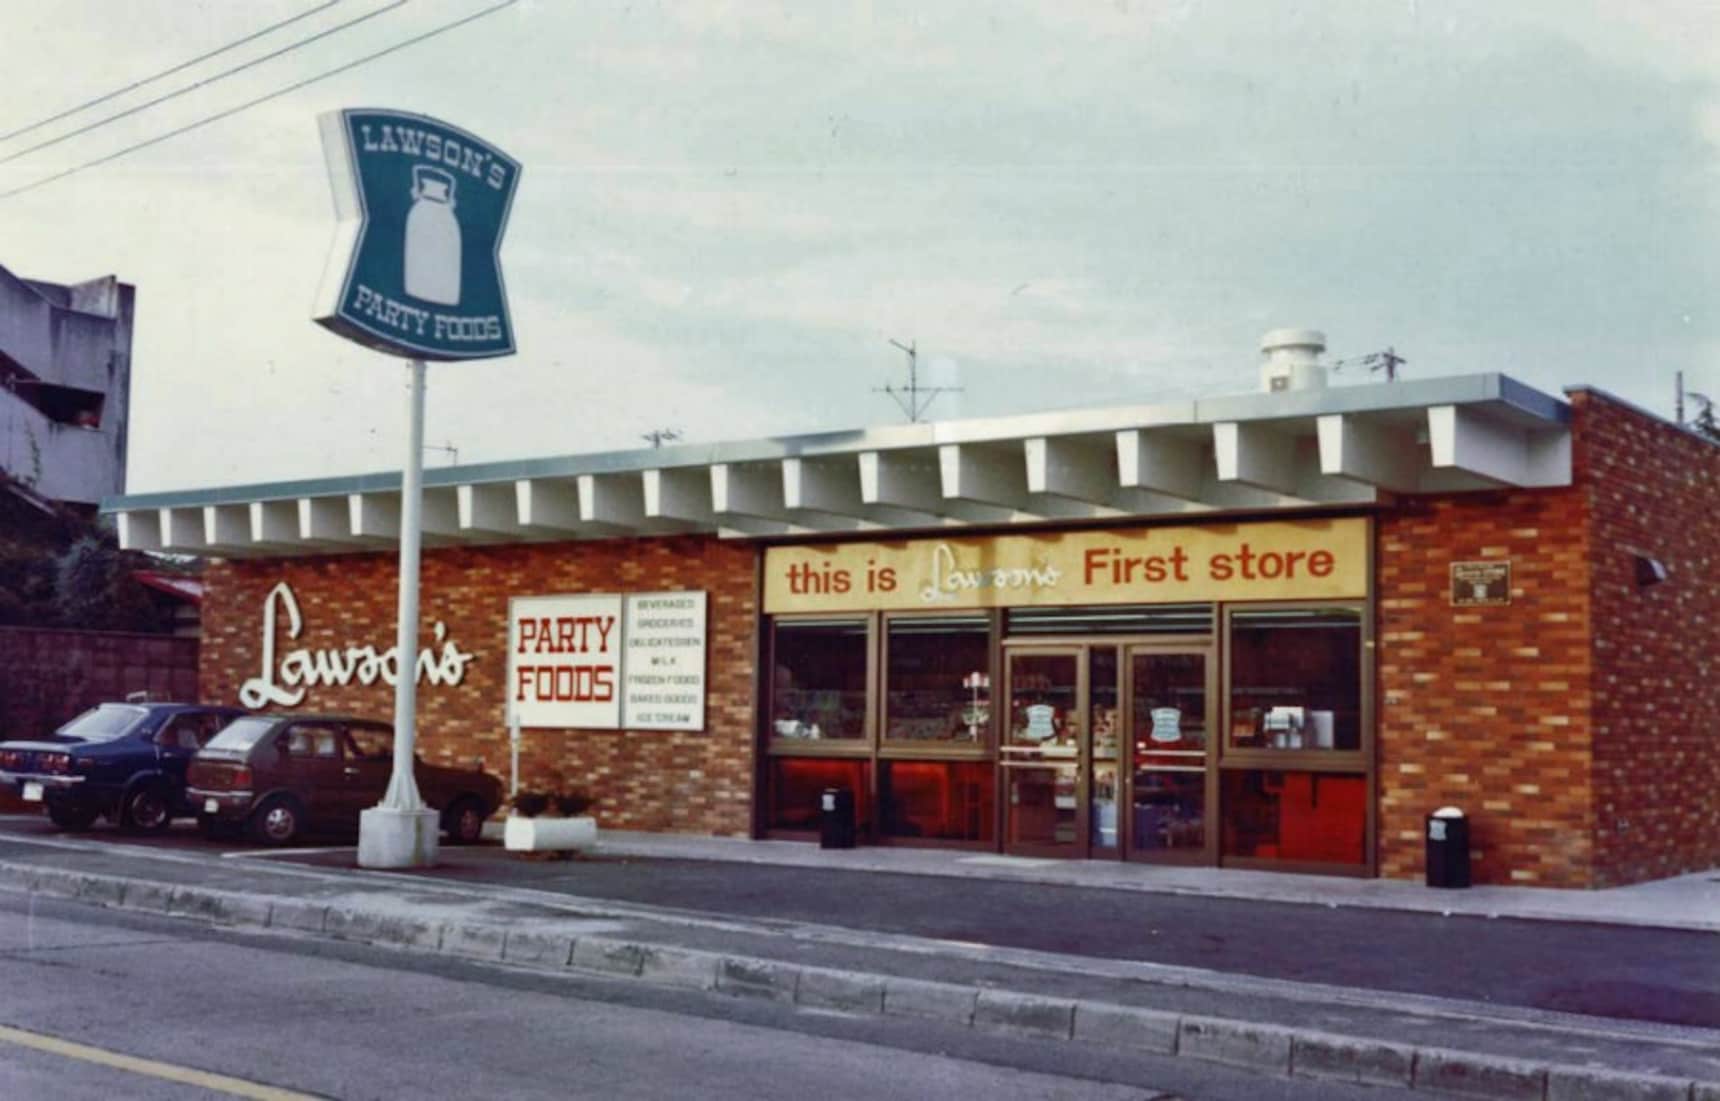 LAWSON'S
PARTY FOODS
this is Lawson's First store
Lawson's
PARTY
FOODS
BEVERAGES
GROCERIES
DELICATESSEN
MILK
FROZEN FOODS
BAKED GOODS
ICE CREAM